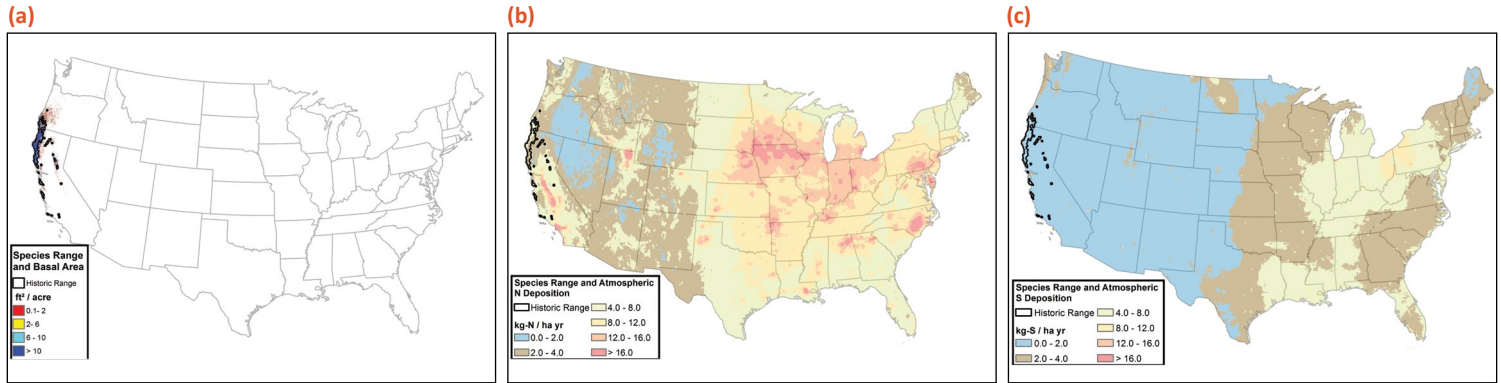 (a)
Species Range
and Basal Area
Historic Range
ft² / acre
0.1- 2
2- 6
6 - 10
> 10
(b)
Species Range and Atmospheric
N Deposition
Historic Range
kg-N / ha yr
0.0 - 2.0
2.0 - 4.0
4.0 - 8.0
8.0 - 12.0
12.0 - 16.0
> 16.0
(c)
Species Range and Atmospheric
S Deposition
Historic Range
kg-S / ha yr
0.0 - 2.0
2.0 - 4.0
4.0 - 8.0
8.0 - 12.0
12.0 - 16.0
> 16.0